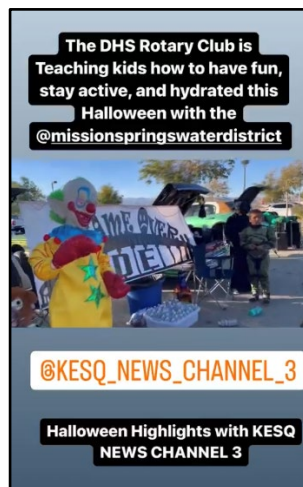 The DHS Rotary Club is
Teaching kids how to have fun,
stay active, and hydrated this
Halloween with the
@missionspringswaterdistrict
@KESQ_NEWS_CHANNEL_3
Halloween Highlights with KESQ
NEWS CHANNEL 3